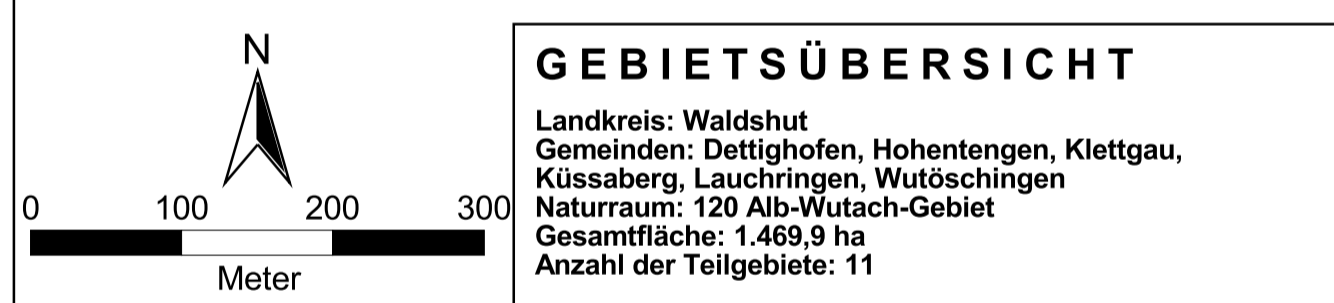 N
0 100 200 300
Meter
GEBIETSÜBERSICHT
Landkreis: Waldshut
Gemeinden: Dettighofen, Hohentengen, Klettgau,
Küssaberg, Lauchringen, Wutöschingen
Naturraum: 120 Alb-Wutach-Gebiet
Gesamtfläche: 1.469,9 ha
Anzahl der Teilgebiete: 11